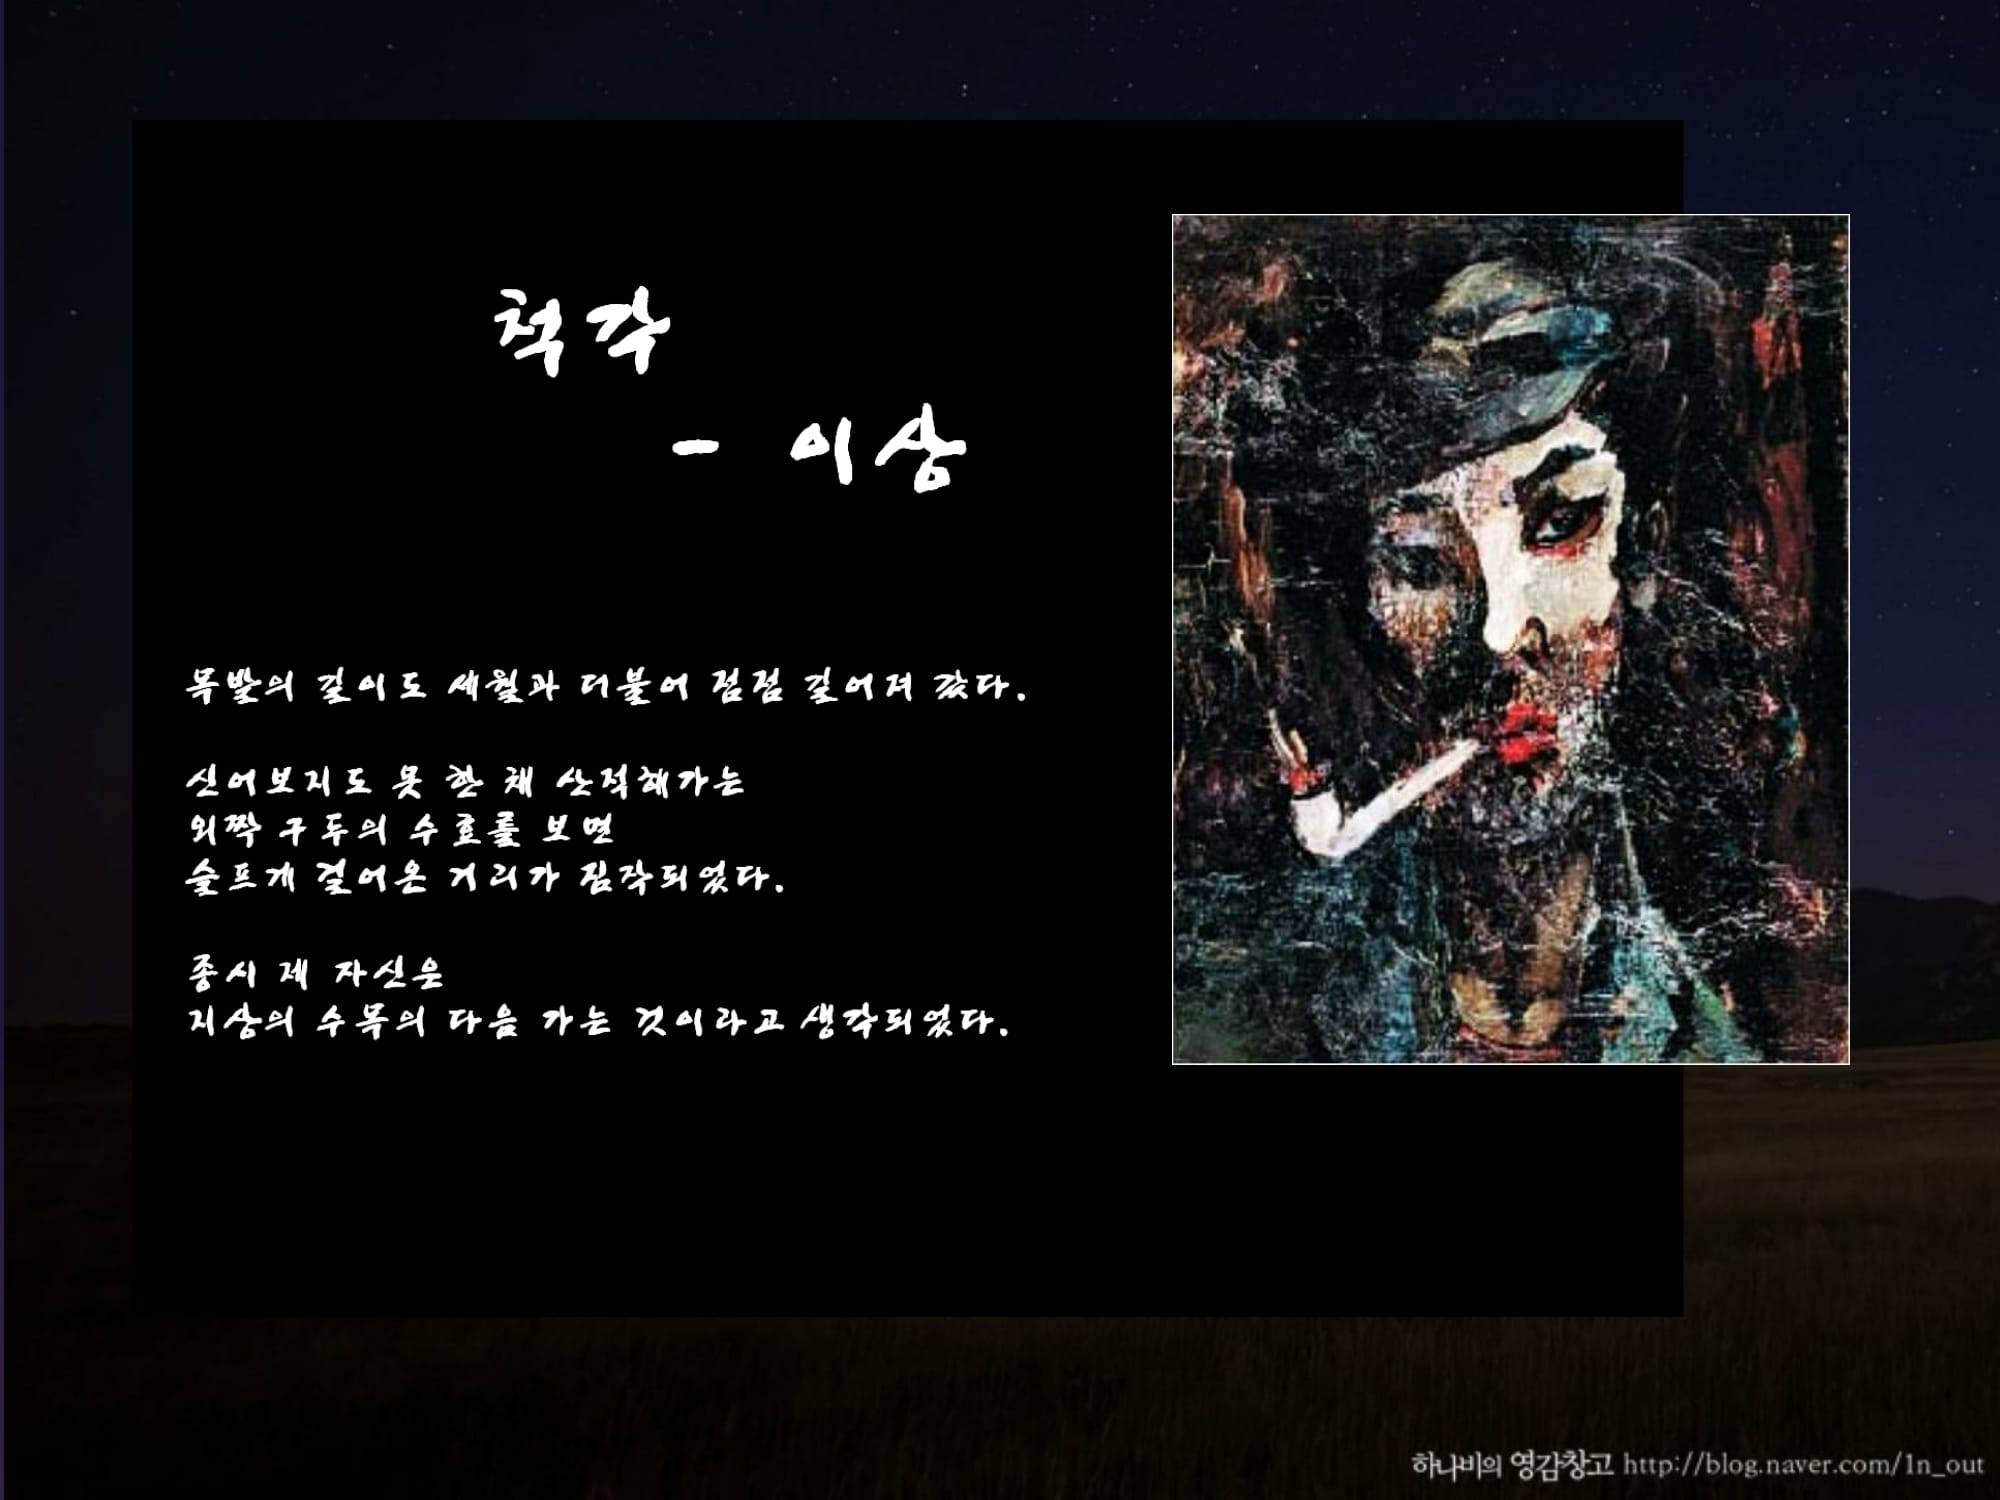 척각
- 이상
목발의 길이도 세월과 더불어 점점 길어져 갔다.
신어보지도 못 한 채 산적해가는
외짝 구두의 수효를 보면
슬프게 걸어온 거리가 짐작되었다.
종시 제 자신은
지상의 수목의 다음 가는 것이라고 생각되었다.
하나비의 영감창고 http://blog.naver.com/1n_out